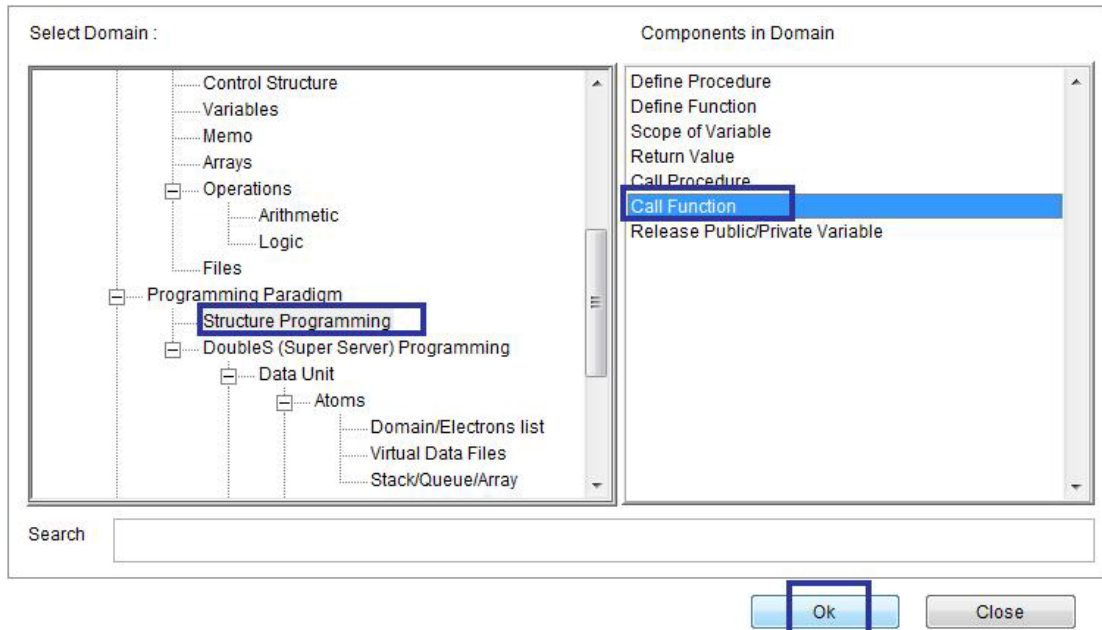 Select Domain :
Components in Domain
Control Structure
Variables
Memo
Arrays
Operations
Arithmetic
Logic
Files
Programming Paradigm
Structure Programming
DoubleS (Super Server) Programming
Data Unit
Atoms
Domain/Electrons list
Virtual Data Files
Stack/Queue/Array
Define Procedure
Define Function
Scope of Variable
Return Value
Call Procedure
Call Function
Release Public/Private Variable
Search
Ok
Close